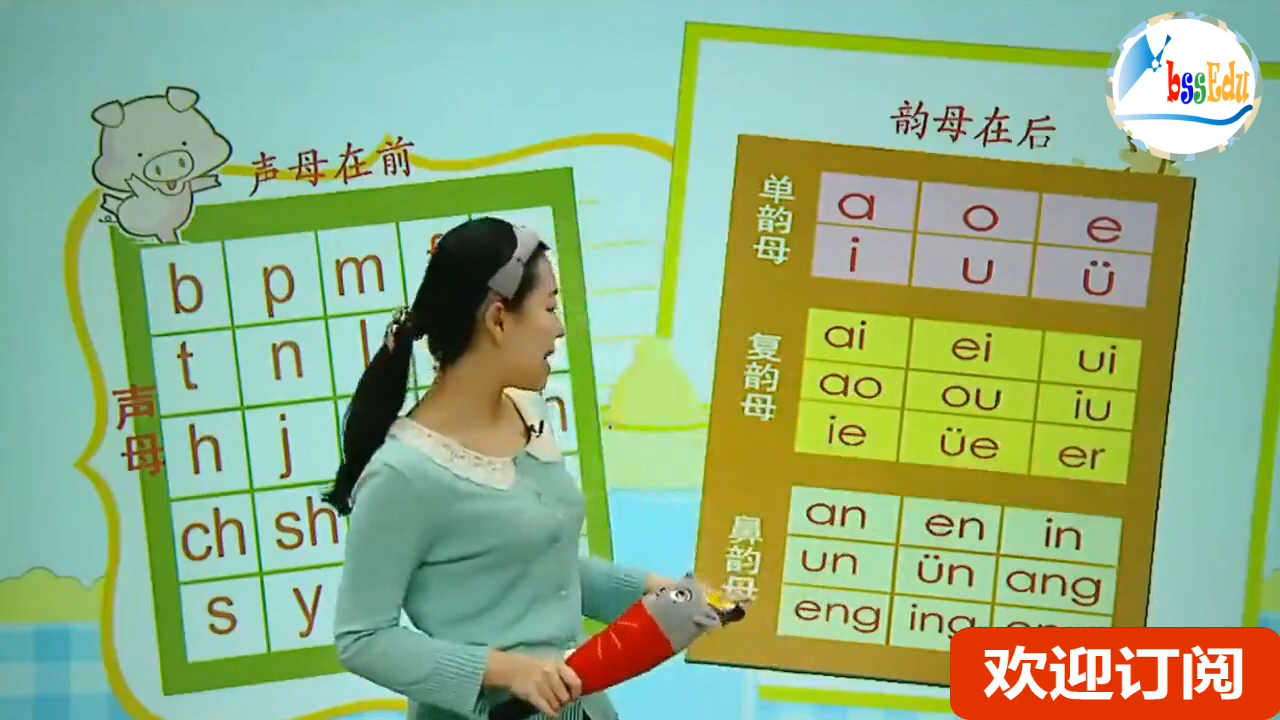 bssEdu
声母在前
声母
b p m
t n l
h j n
ch sh
s y
韵母在后
单韵母
a o e
i u ü
复韵母
ai ei ui
ao ou iu
ie üe er
鼻韵母
an en in
un ün ang
eng ing
欢迎订阅